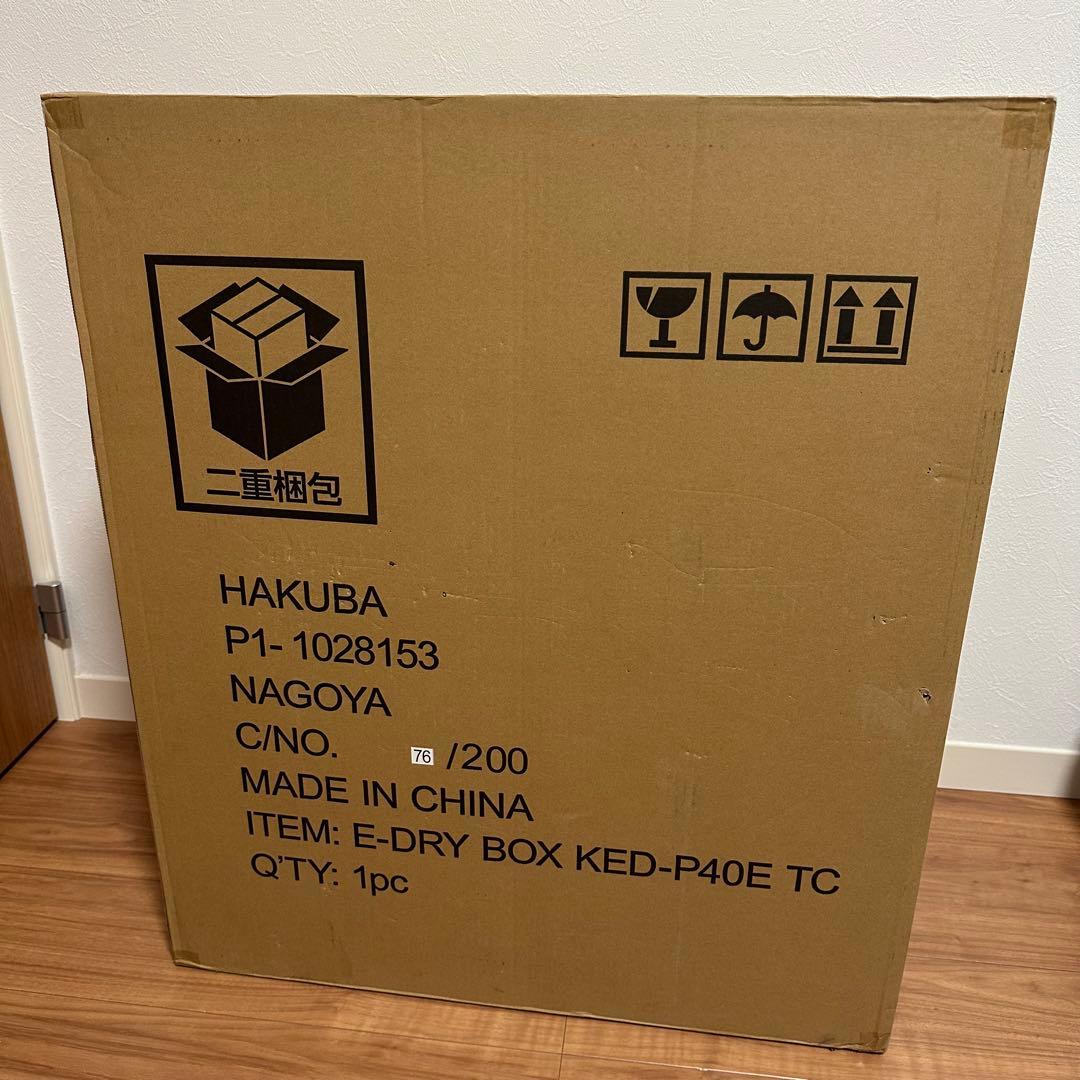 二重梱包
HAKUBA
P1- 1028153
NAGOYA
C/NO. 76 /200
MADE IN CHINA
ITEM: E-DRY BOX KED-P40E TC
Q'TY: 1pc